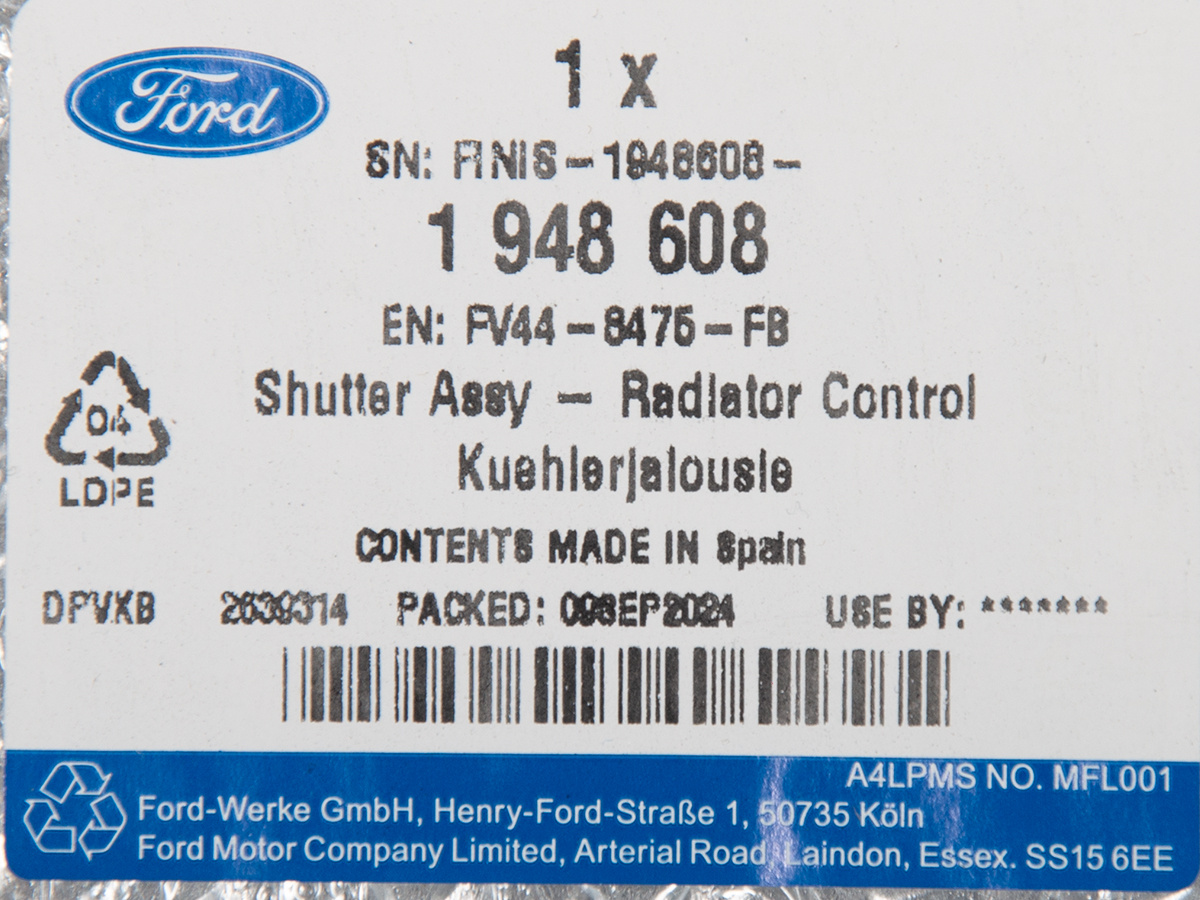 Ford
1 x
SN: FINIS-1948608-
1 948 608
EN: FV44-8475-FB
Shutter Assy - Radiator Control
Kuehlerjalousie
04
LDPE
CONTENTS MADE IN Spain
DPVXB 2639314 PACKED: 09SEP2024 USE BY: *******
A4LPMS NO. MFL001
Ford-Werke GmbH, Henry-Ford-Straße 1, 50735 Köln
Ford Motor Company Limited, Arterial Road, Laindon, Essex. SS15 6EE